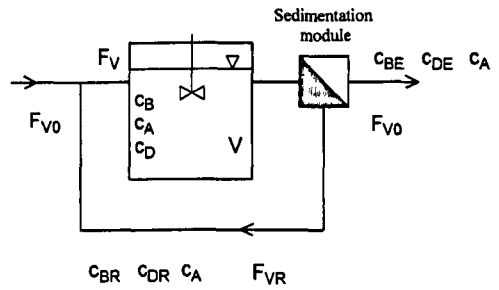 Sedimentation
module
F_V
c_BE c_DE c_A
F_V0
c_B
c_A
c_D
V
F_V0
c_BR c_DR c_A F_VR